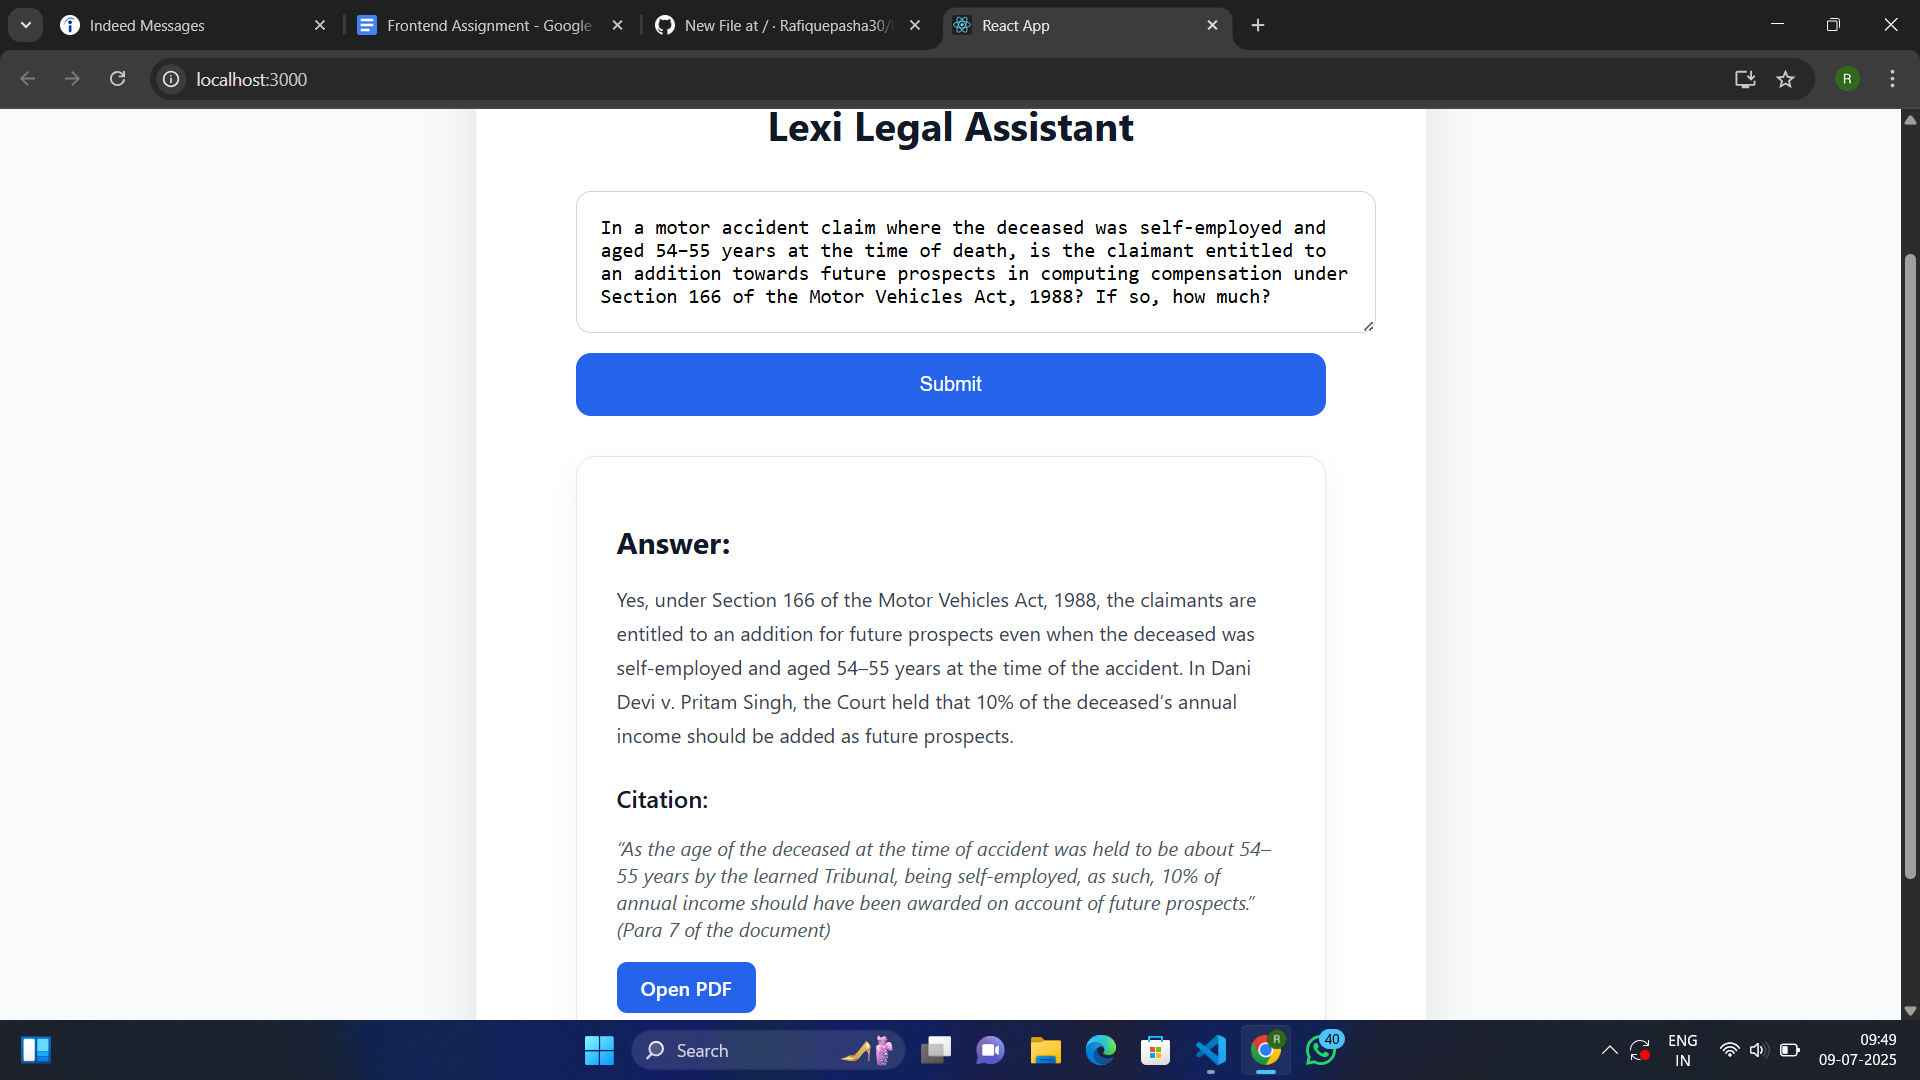 Indeed Messages
Frontend Assignment - Google
New File at / · Rafiquepasha30/
React App
localhost:3000
R
Lexi Legal Assistant
In a motor accident claim where the deceased was self-employed and
aged 54–55 years at the time of death, is the claimant entitled to
an addition towards future prospects in computing compensation under
Section 166 of the Motor Vehicles Act, 1988? If so, how much?
Submit
Answer:
Yes, under Section 166 of the Motor Vehicles Act, 1988, the claimants are
entitled to an addition for future prospects even when the deceased was
self-employed and aged 54–55 years at the time of the accident. In Dani
Devi v. Pritam Singh, the Court held that 10% of the deceased’s annual
income should be added as future prospects.
Citation:
“As the age of the deceased at the time of accident was held to be about 54–
55 years by the learned Tribunal, being self-employed, as such, 10% of
annual income should have been awarded on account of future prospects.”
(Para 7 of the document)
Open PDF
Search
R
40
ENG
IN
09:49
09-07-2025